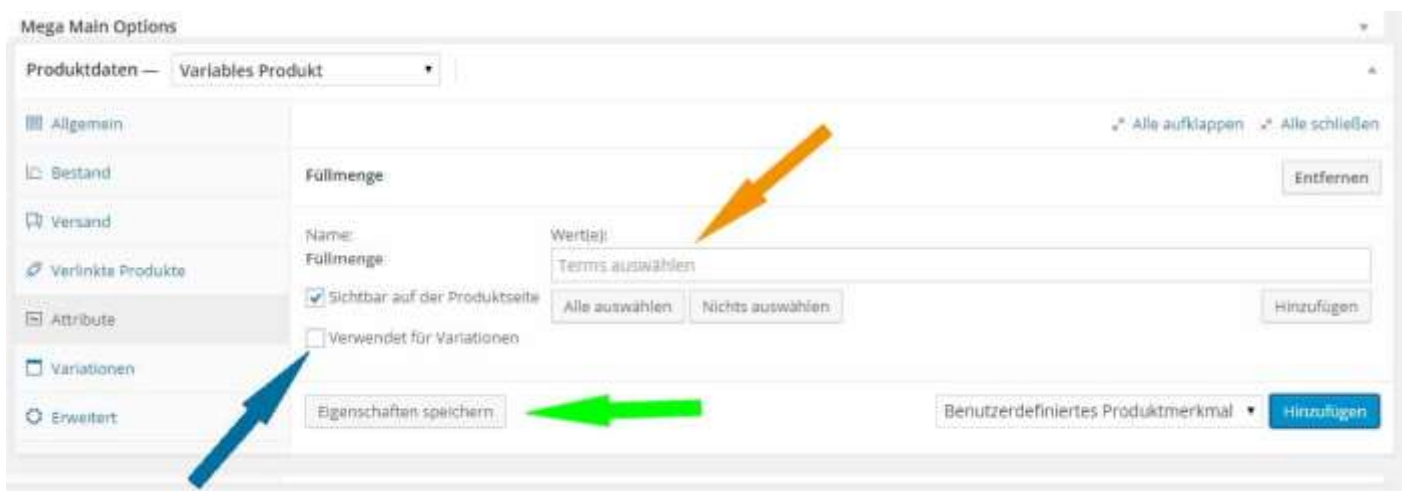 Mega Main Options
Produktdaten — Variables Produkt
Allgemein
Alle aufklappen Alle schließen
Bestand
Füllmenge
Entfernen
Versand
Name:
Wert(e):
Füllmenge
Terms auswählen
Verlinkte Produkte
Sichtbar auf der Produktseite
Alle auswählen Nichts auswählen
Hinzufügen
Attribute
Verwendet für Variationen
Variationen
Erweitert
Eigenschaften speichern
Benutzerdefiniertes Produktmerkmal
Hinzufügen